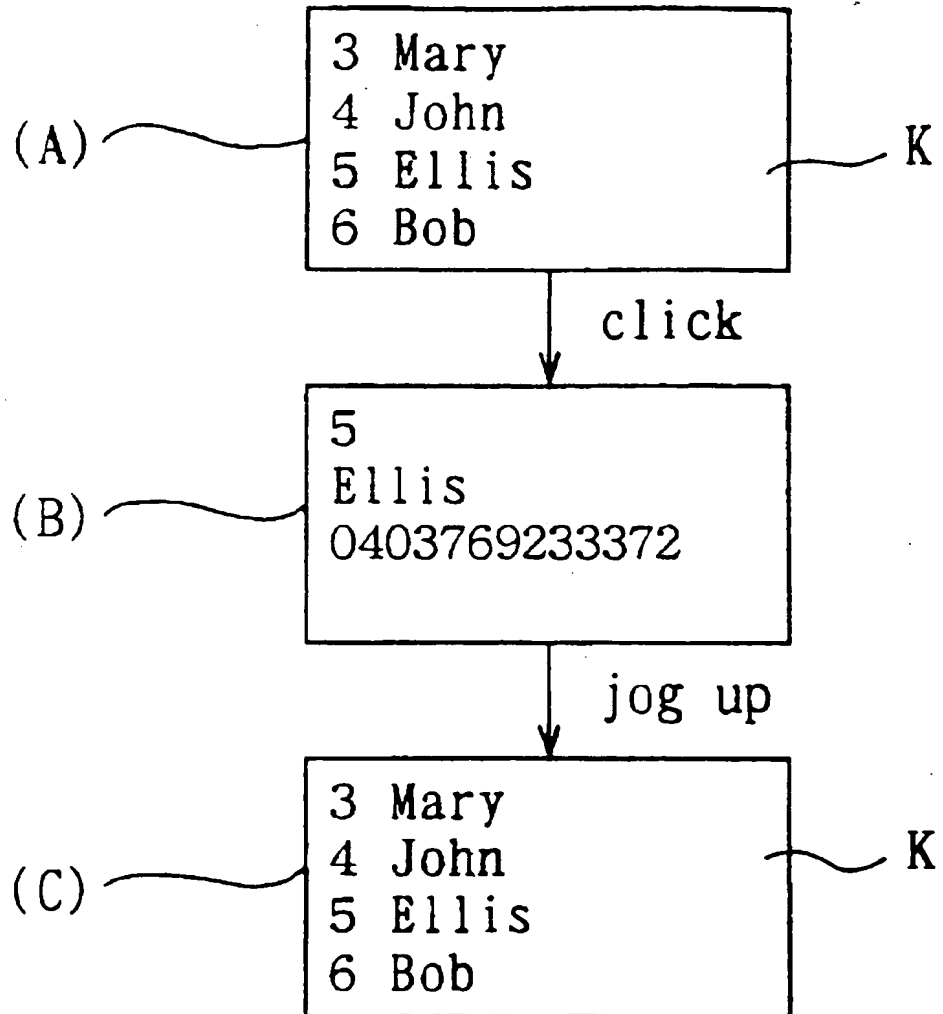 3 Mary
4 John
(A)
K
5 Ellis
6 Bob
click
5
Ellis
(B)
0403769233372
jog up
3 Mary
4 John
K
(C)
5 Ellis
6 Bob